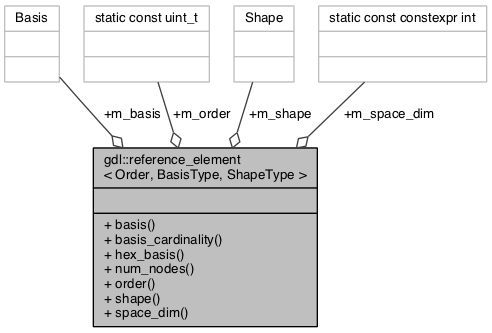 Basis
static const uint_t
Shape
static const constexpr int
+m_basis
+m_order
+m_shape
+m_space_dim
gdl::reference_element
< Order, BasisType, ShapeType >
+ basis()
+ basis_cardinality()
+ hex_basis()
+ num_nodes()
+ order()
+ shape()
+ space_dim()